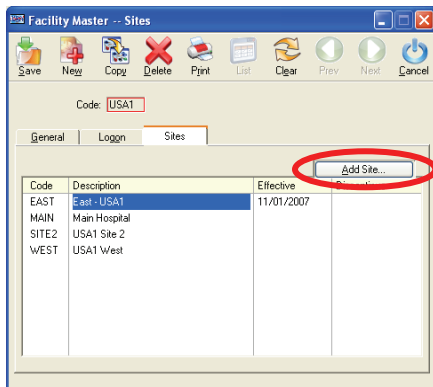 Facility Master -- Sites
Save New Copy Delete Print List Clear Prev Next Cancel
Code: USA1
General Logon Sites
Add Site...
Code Description Effective
EAST East - USA1 11/01/2007
MAIN Main Hospital
SITE2 USA1 Site 2
WEST USA1 West